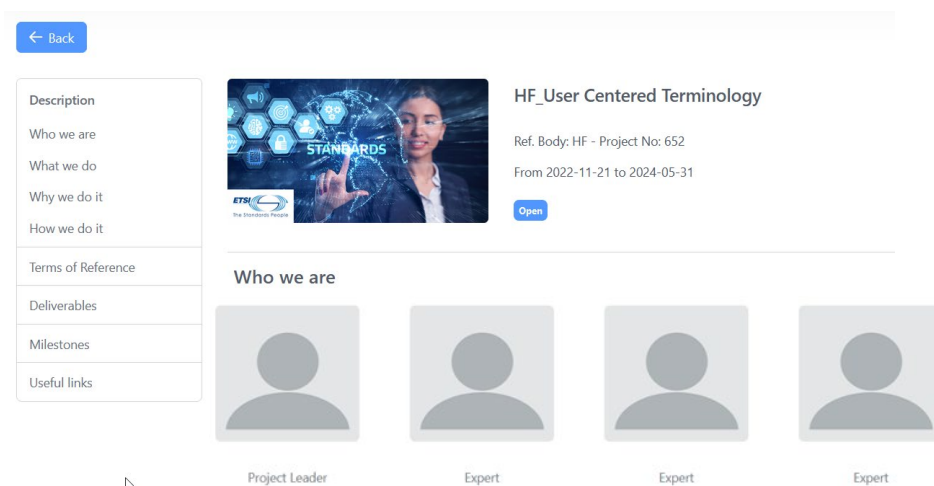 ← Back
Description
Who we are
What we do
Why we do it
How we do it
Terms of Reference
Deliverables
Milestones
Useful links
STANDARDS
WWW
ETSI
The Standards People
HF_User Centered Terminology
Ref. Body: HF - Project No: 652
From 2022-11-21 to 2024-05-31
Open
Who we are
Project Leader
Expert
Expert
Expert